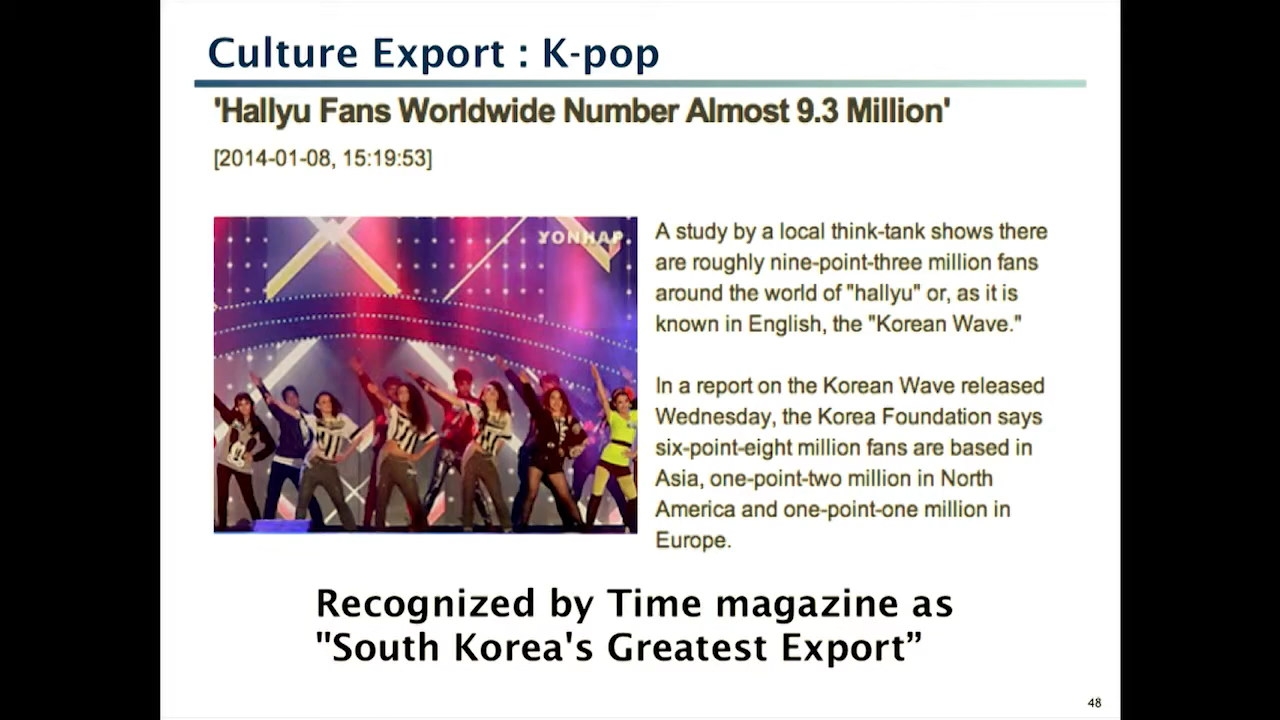 Culture Export : K-pop
'Hallyu Fans Worldwide Number Almost 9.3 Million'
[2014-01-08, 15:19:53]
YONHAP
A study by a local think-tank shows there
are roughly nine-point-three million fans
around the world of "hallyu" or, as it is
known in English, the "Korean Wave."
In a report on the Korean Wave released
Wednesday, the Korea Foundation says
six-point-eight million fans are based in
Asia, one-point-two million in North
America and one-point-one million in
Europe.
Recognized by Time magazine as
"South Korea's Greatest Export”
48